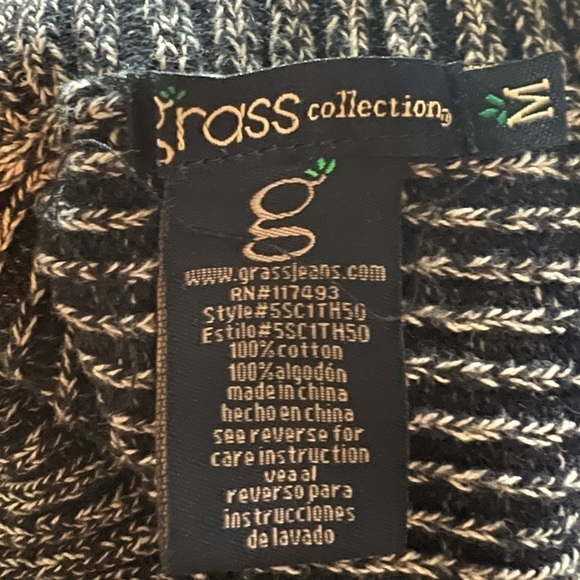 grass collection
M
g
www.grassjeans.com
RN#117493
Style#5SC1TH50
Estilo#5SC1TH50
100%cotton
100%algodón
made in china
hecho en china
see reverse for
care instruction
vea al
reverso para
instrucciones
de lavado